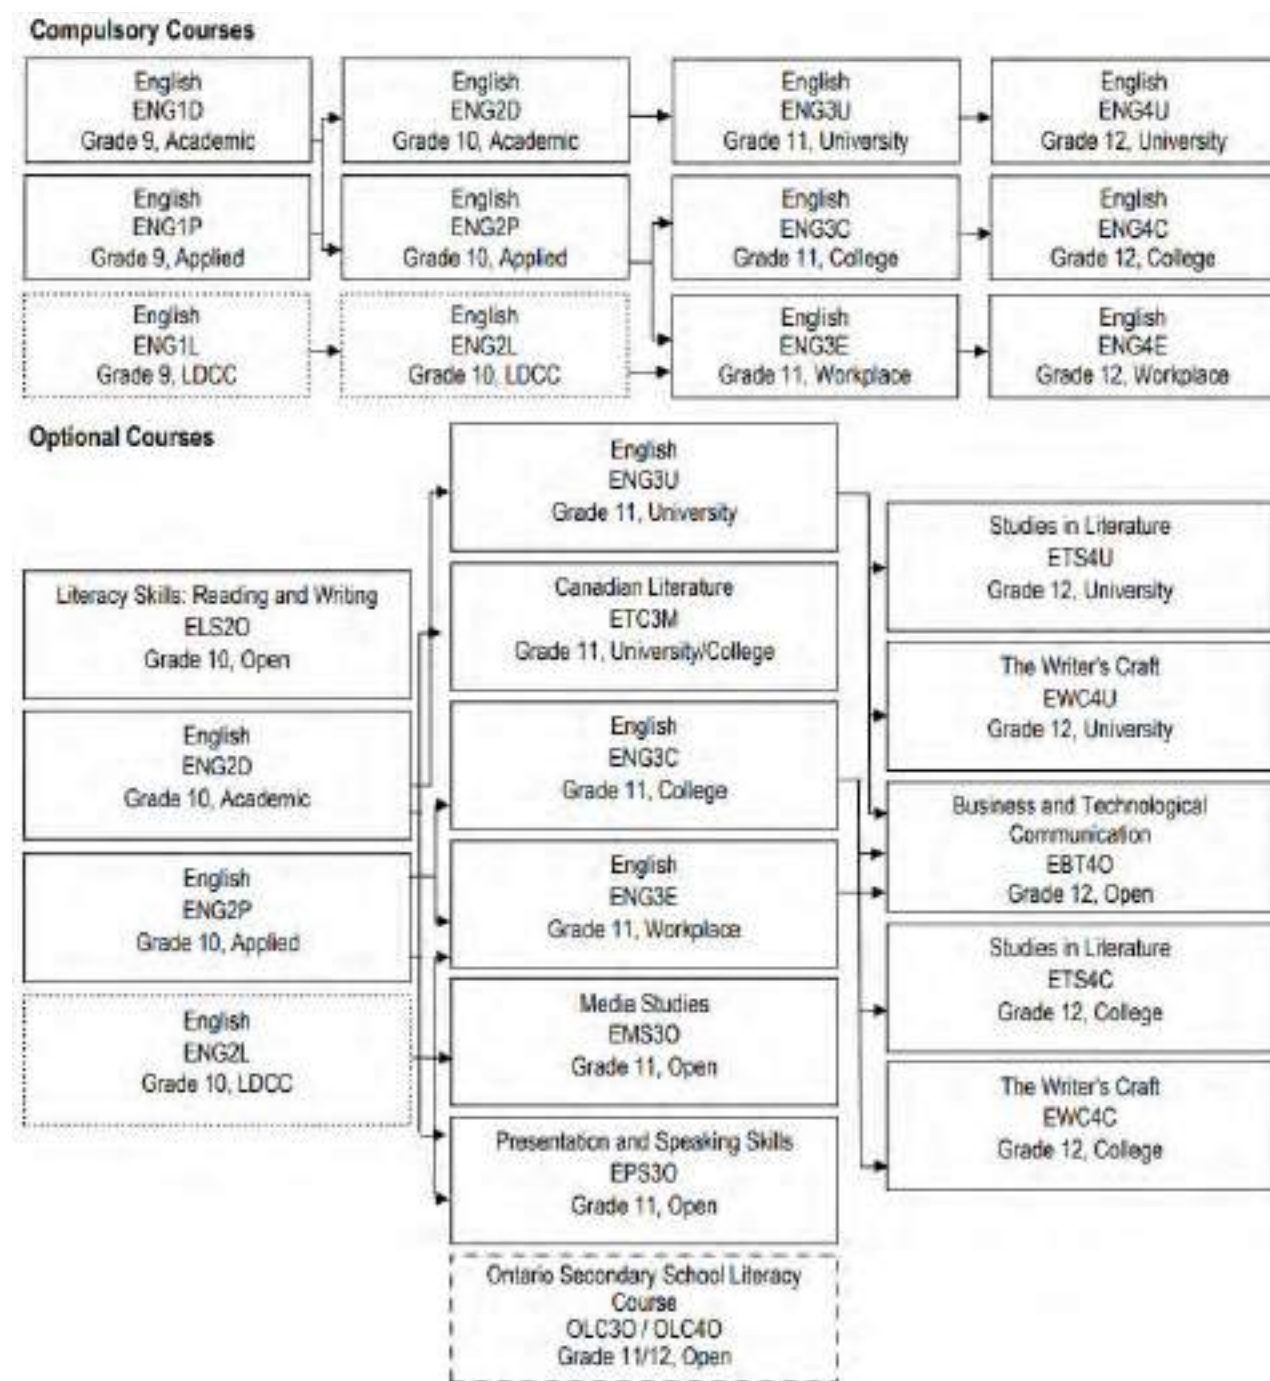 Compulsory Courses
English
ENG1D
Grade 9, Academic
English
ENG2D
Grade 10, Academic
English
ENG3U
Grade 11, University
English
ENG4U
Grade 12, University
English
ENG1P
Grade 9, Applied
English
ENG2P
Grade 10, Applied
English
ENG3C
Grade 11, College
English
ENG4C
Grade 12, College
English
ENG1L
Grade 9, LDCC
English
ENG2L
Grade 10, LDCC
English
ENG3E
Grade 11, Workplace
English
ENG4E
Grade 12, Workplace
Optional Courses
Literacy Skills: Reading and Writing
ELS2O
Grade 10, Open
English
ENG2D
Grade 10, Academic
English
ENG2P
Grade 10, Applied
English
ENG2L
Grade 10, LDCC
English
ENG3U
Grade 11, University
Canadian Literature
ETC3M
Grade 11, University/College
English
ENG3C
Grade 11, College
English
ENG3E
Grade 11, Workplace
Media Studies
EMS3O
Grade 11, Open
Presentation and Speaking Skills
EPS3O
Grade 11, Open
Ontario Secondary School Literacy
Course
OLC3O / OLC4O
Grade 11/12, Open
Studies in Literature
ETS4U
Grade 12, University
The Writer's Craft
EWC4U
Grade 12, University
Business and Technological
Communication
EBT4O
Grade 12, Open
Studies in Literature
ETS4C
Grade 12, College
The Writer's Craft
EWC4C
Grade 12, College